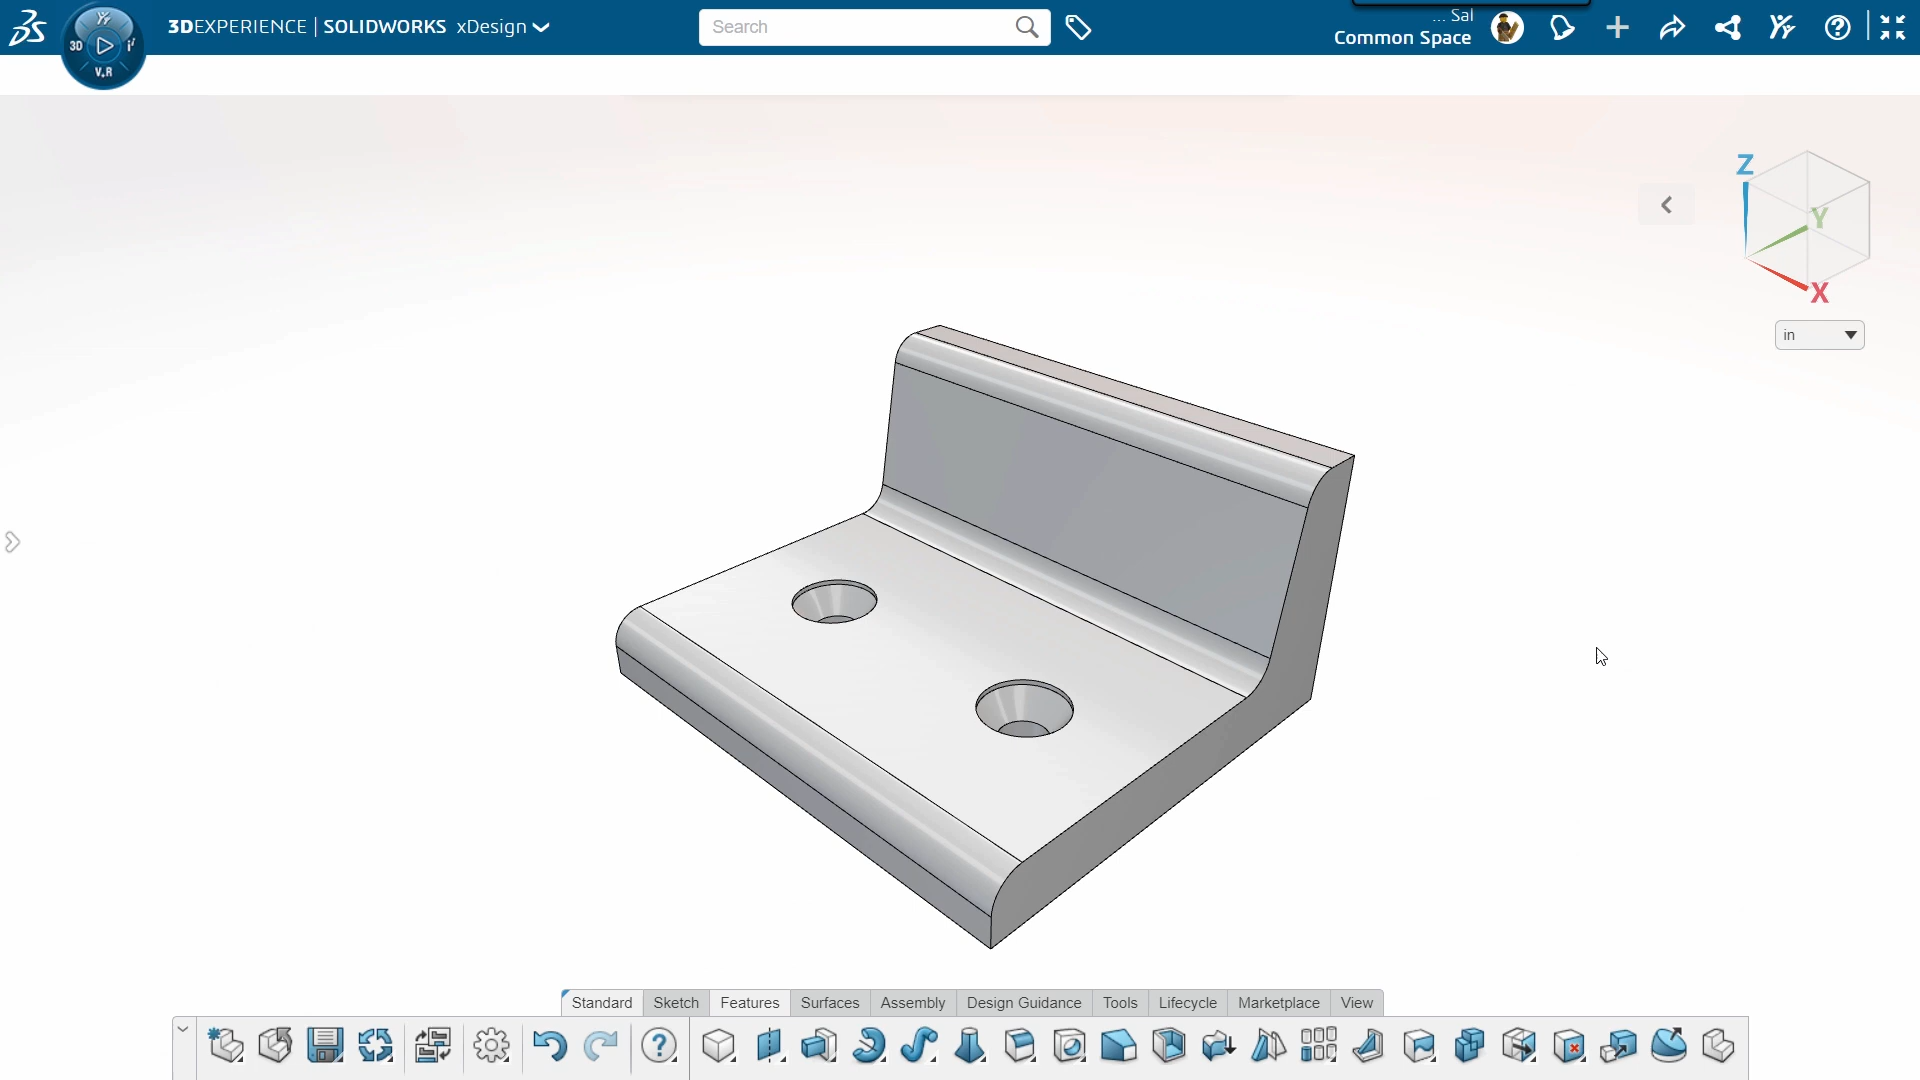 3DEXPERIENCE | SOLIDWORKS xDesign
3D
V.R
Search
... Sal
Common Space
Z
Y
X
in
Standard
Sketch
Features
Surfaces
Assembly
Design Guidance
Tools
Lifecycle
Marketplace
View